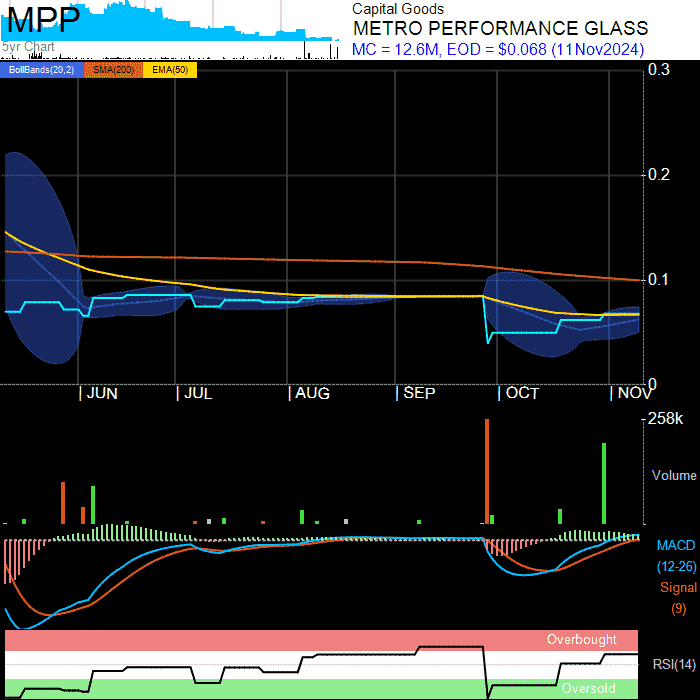 MPP
5yr Chart
Capital Goods
METRO PERFORMANCE GLASS
MC = 12.6M, EOD = $0.068 (11Nov2024)
BollBands(20,2) SMA(200) EMA(50)
0.3
0.2
0.1
0
JUN JUL AUG SEP OCT NOV
258k
Volume
MACD
(12-26)
Signal
(9)
Overbought
RSI(14)
Oversold